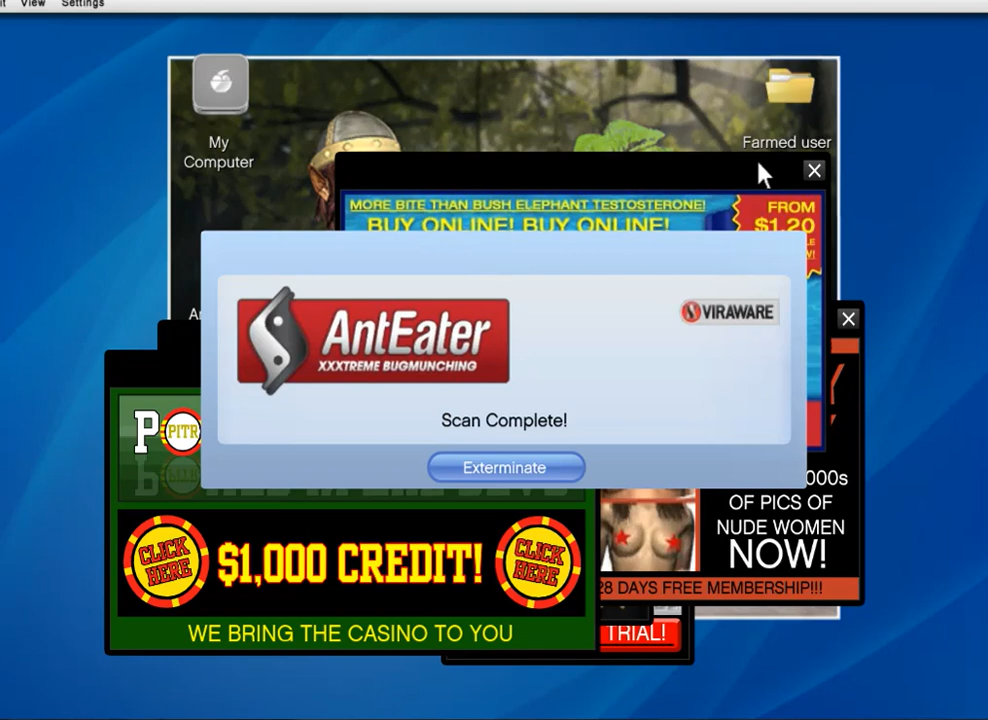 View Settings
My
Computer
Farmed user
MORE BITE THAN BUSH ELEPHANT TESTOSTERONE!
BUY ONLINE! BUY ONLINE!
FROM
$1.20
AntEater
XXXTREME BUGMUNCHING
VIRAWARE
Scan Complete!
Exterminate
PITR
000s
OF PICS OF
NUDE WOMEN
NOW!
28 DAYS FREE MEMBERSHIP!!!
CLICK
HERE
$1,000 CREDIT!
CLICK
HERE
WE BRING THE CASINO TO YOU
TRIAL!